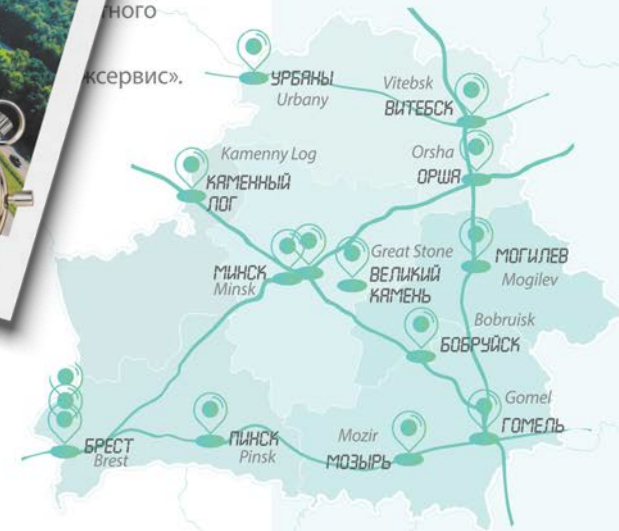 ксервис».
УРБАНЫ
Urbany
Vitebsk
ВИТЕБСК
Kamenny Log
КАМЕННЫЙ
ЛОГ
Orsha
ОРША
Great Stone
ВЕЛИКИЙ
КАМЕНЬ
МИНСК
Minsk
МОГИЛЕВ
Mogilev
Bobruisk
БОБРУЙСК
Gomel
ГОМЕЛЬ
БРЕСТ
Brest
ПИНСК
Pinsk
Mozir
МОЗЫРЬ